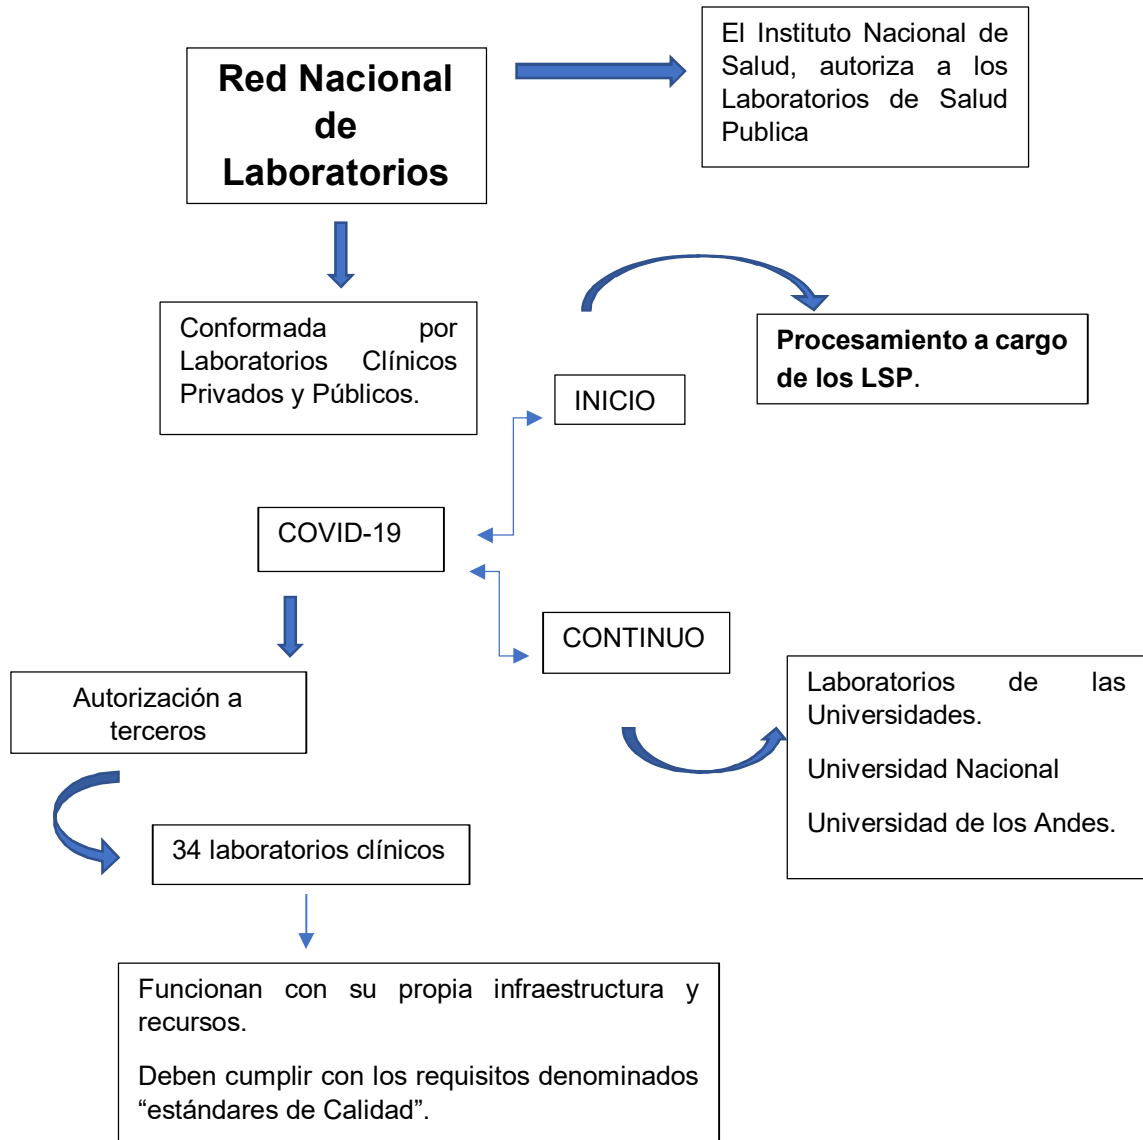 Red Nacional
de
Laboratorios
El Instituto Nacional de
Salud, autoriza a los
Laboratorios de Salud
Publica
Conformada por
Laboratorios Clínicos
Privados y Públicos.
INICIO
Procesamiento a cargo
de los LSP.
COVID-19
CONTINUO
Autorización a
terceros
Laboratorios de las
Universidades.
Universidad Nacional
Universidad de los Andes.
34 laboratorios clínicos
Funcionan con su propia infraestructura y
recursos.
Deben cumplir con los requisitos denominados
“estándares de Calidad”.